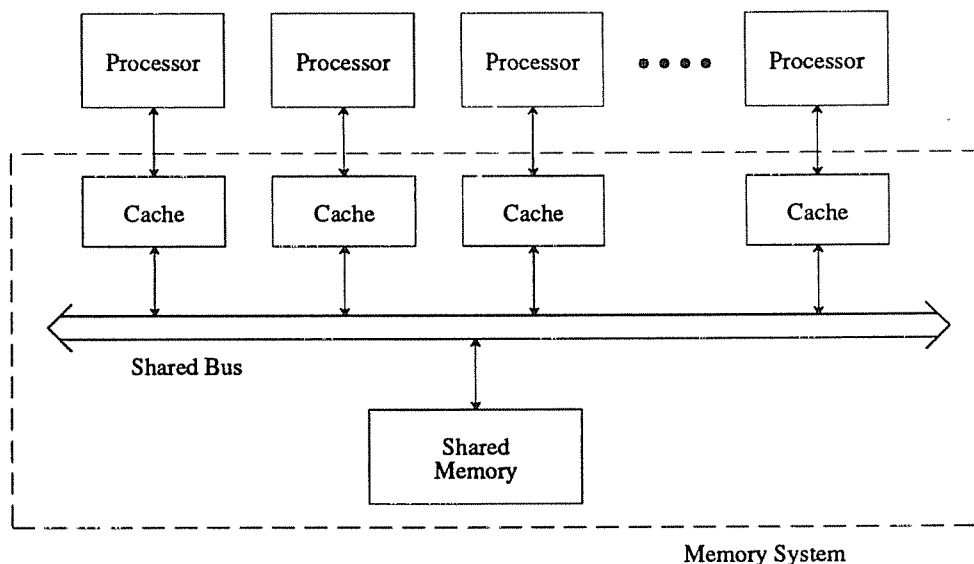 Processor
Processor
Processor
Processor
Cache
Cache
Cache
Cache
Shared Bus
Shared
Memory
Memory System